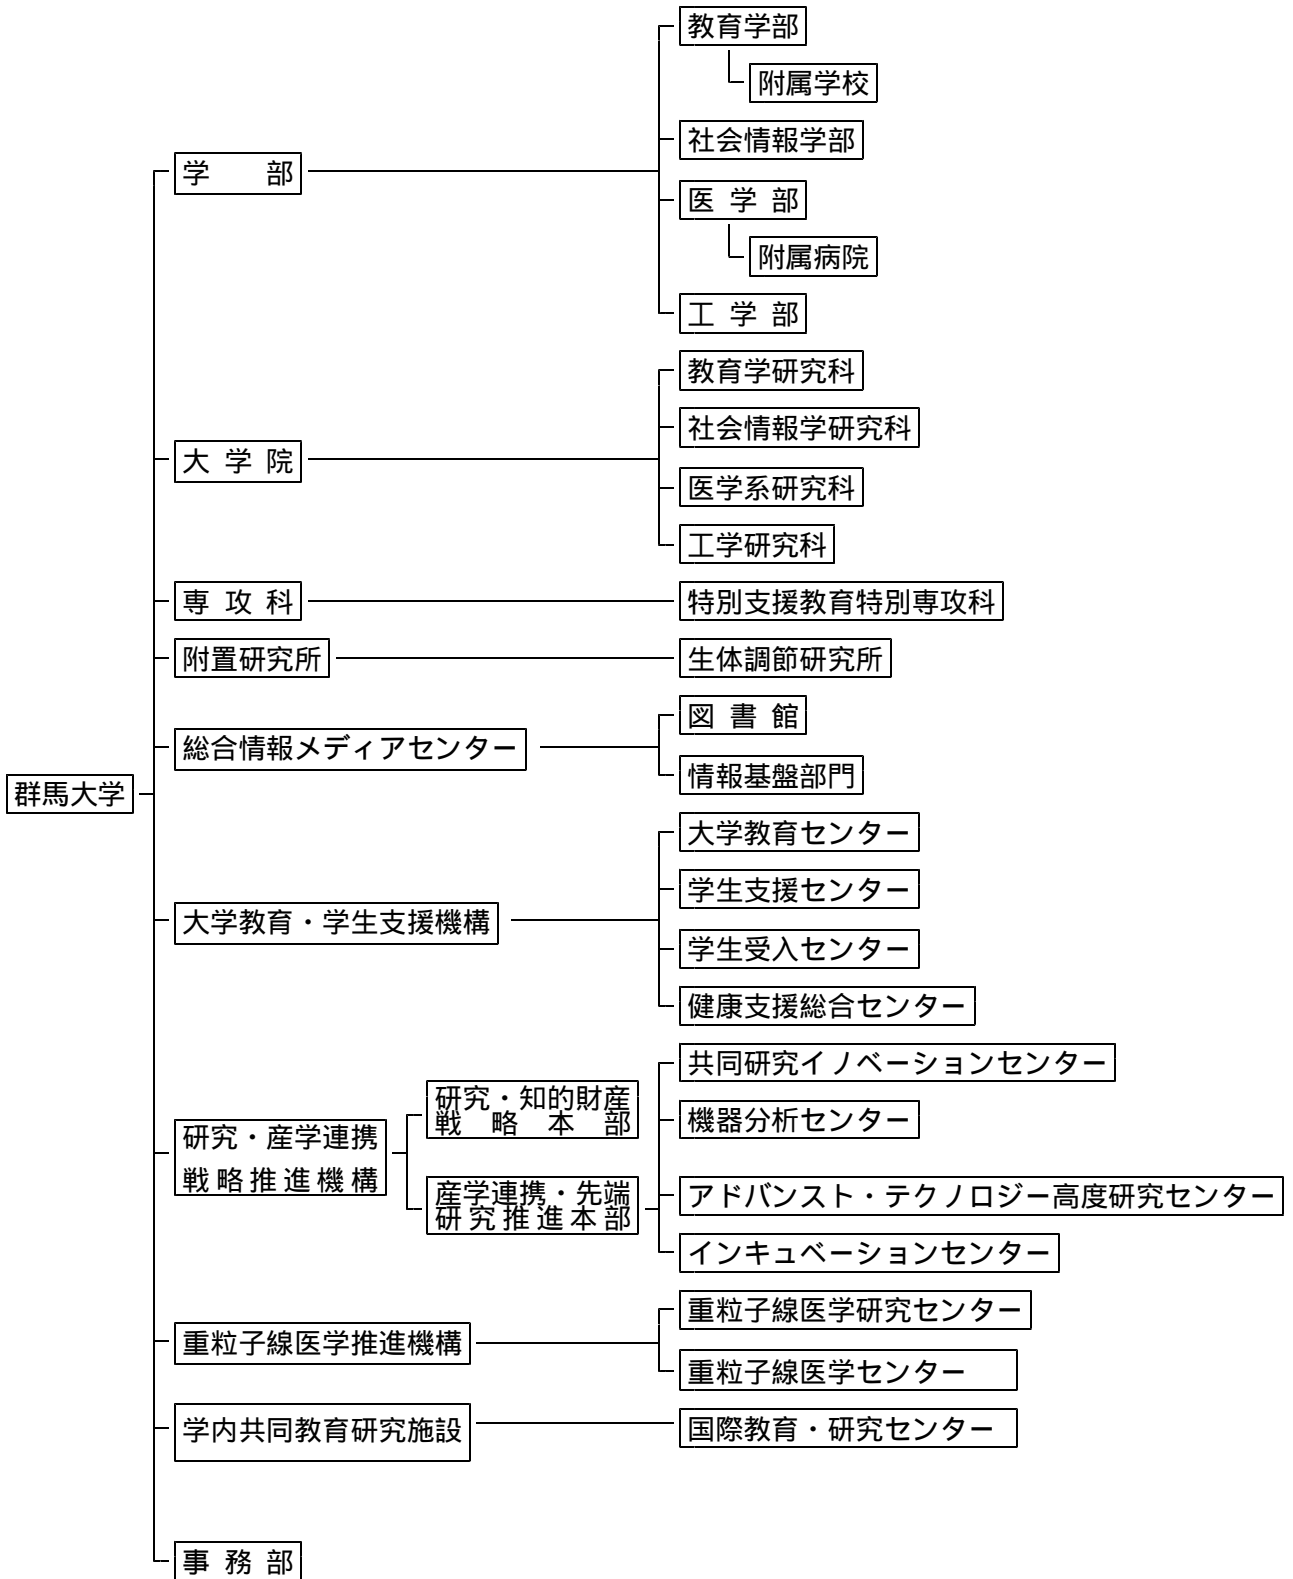 教育学部
附属学校
社会情報学部
学　　部
医 学 部
附属病院
工 学 部
教育学研究科
社会情報学研究科
大 学 院
医学系研究科
工学研究科
専 攻 科
特別支援教育特別専攻科
附置研究所
生体調節研究所
図 書 館
総合情報メディアセンター
情報基盤部門
群馬大学
大学教育センター
学生支援センター
大学教育・学生支援機構
学生受入センター
健康支援総合センター
共同研究イノベーションセンター
研究・知的財産
戦 略 本 部
機器分析センター
研究・産学連携
戦略推進機構
産学連携・先端
研究推進本部
アドバンスト・テクノロジー高度研究センター
インキュベーションセンター
重粒子線医学研究センター
重粒子線医学推進機構
重粒子線医学センター
学内共同教育研究施設
国際教育・研究センター
事 務 部